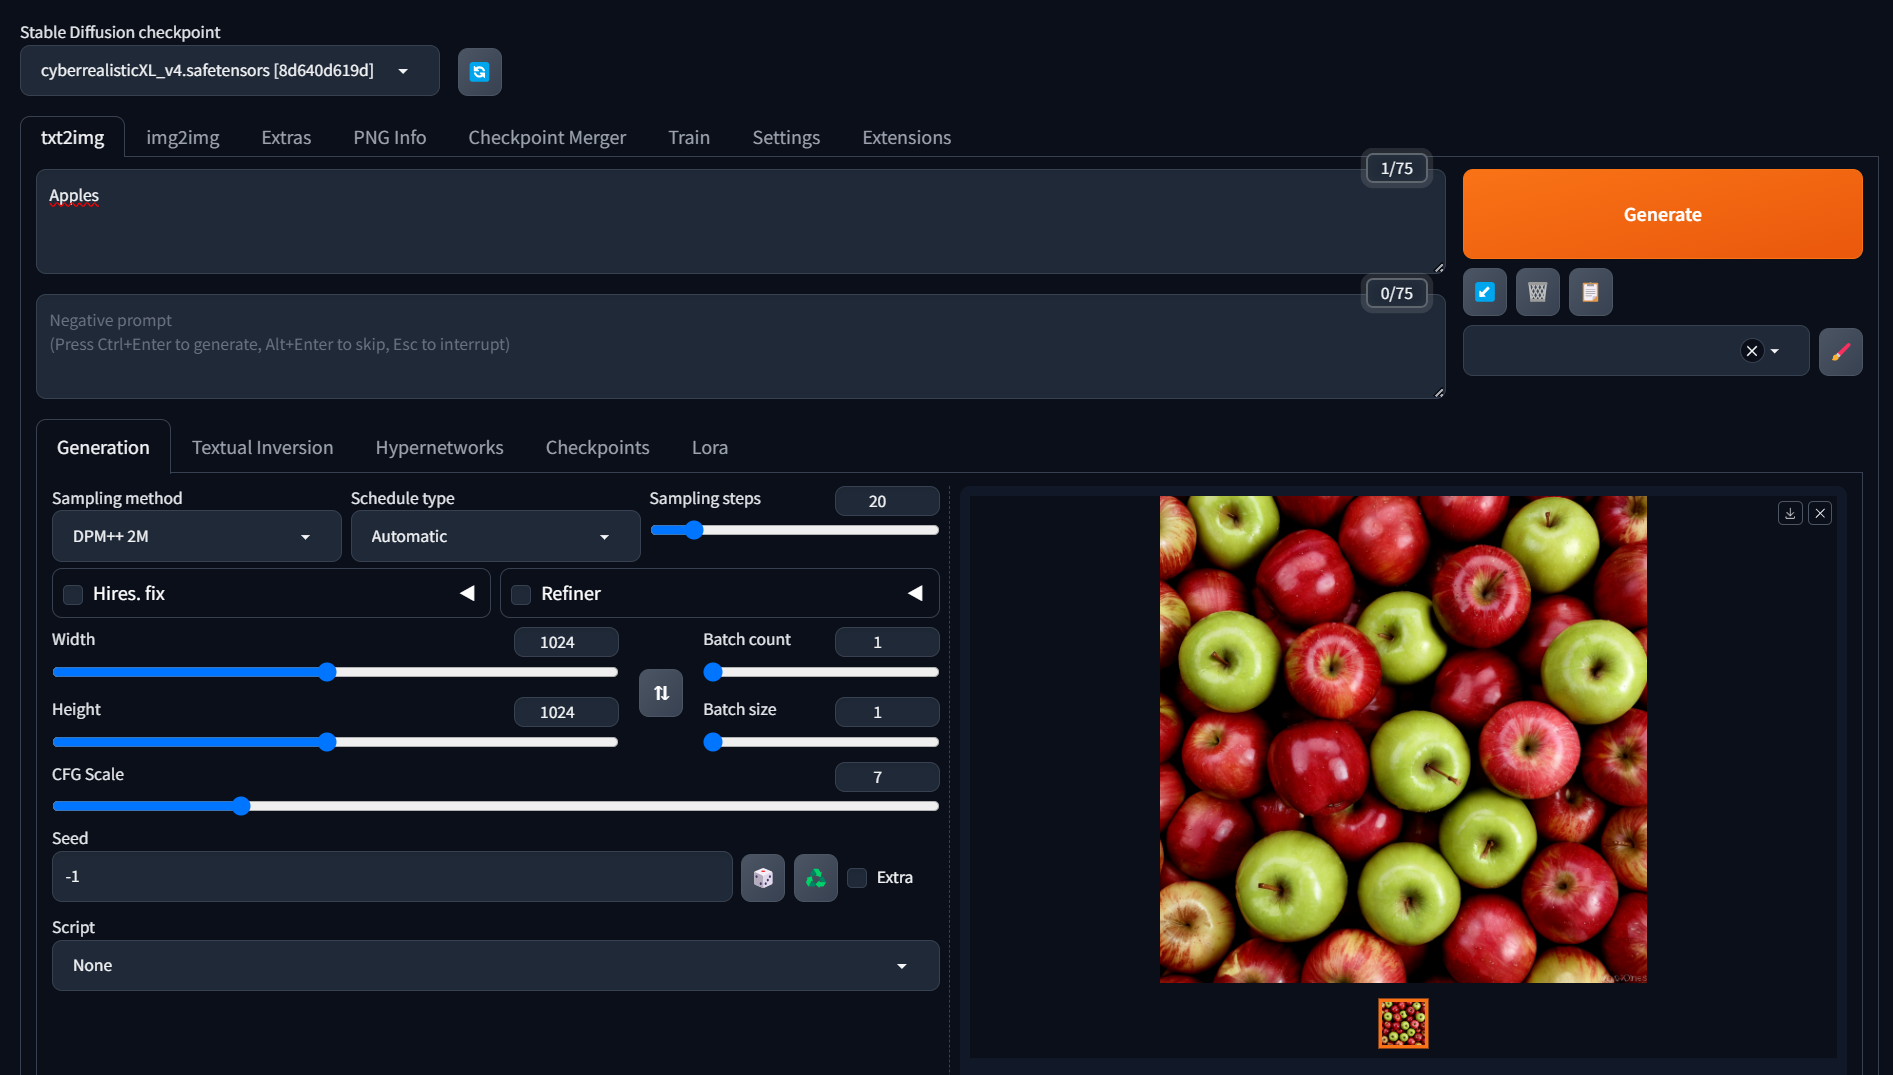 Stable Diffusion checkpoint
cyberrealisticXL_v4.safetensors [8d640d619d]
txt2img
img2img
Extras
PNG Info
Checkpoint Merger
Train
Settings
Extensions
1/75
Apples
Generate
0/75
Negative prompt
(Press Ctrl+Enter to generate, Alt+Enter to skip, Esc to interrupt)
Generation
Textual Inversion
Hypernetworks
Checkpoints
Lora
Sampling method
DPM++ 2M
Schedule type
Automatic
Sampling steps
20
Hires. fix
Refiner
Width
1024
Batch count
1
Height
1024
Batch size
1
CFG Scale
7
Seed
-1
Extra
Script
None